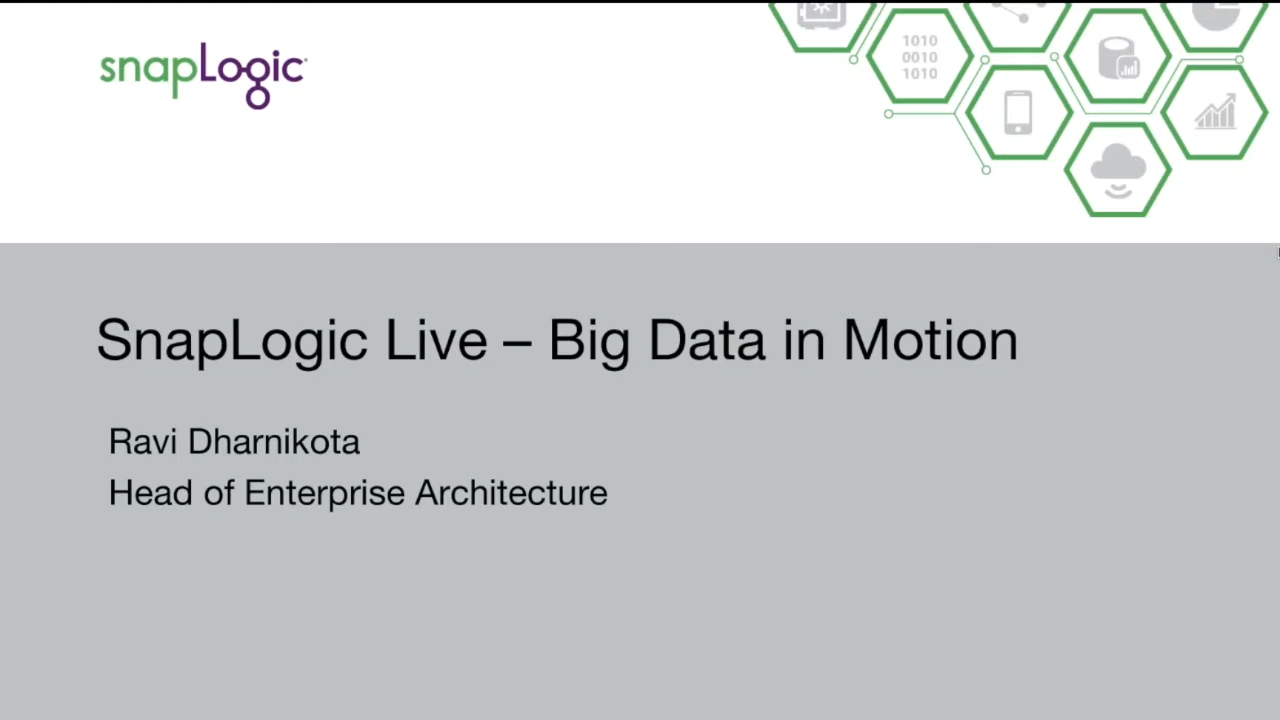 snapLogic
1010
0010
1010
SnapLogic Live – Big Data in Motion
Ravi Dharnikota
Head of Enterprise Architecture